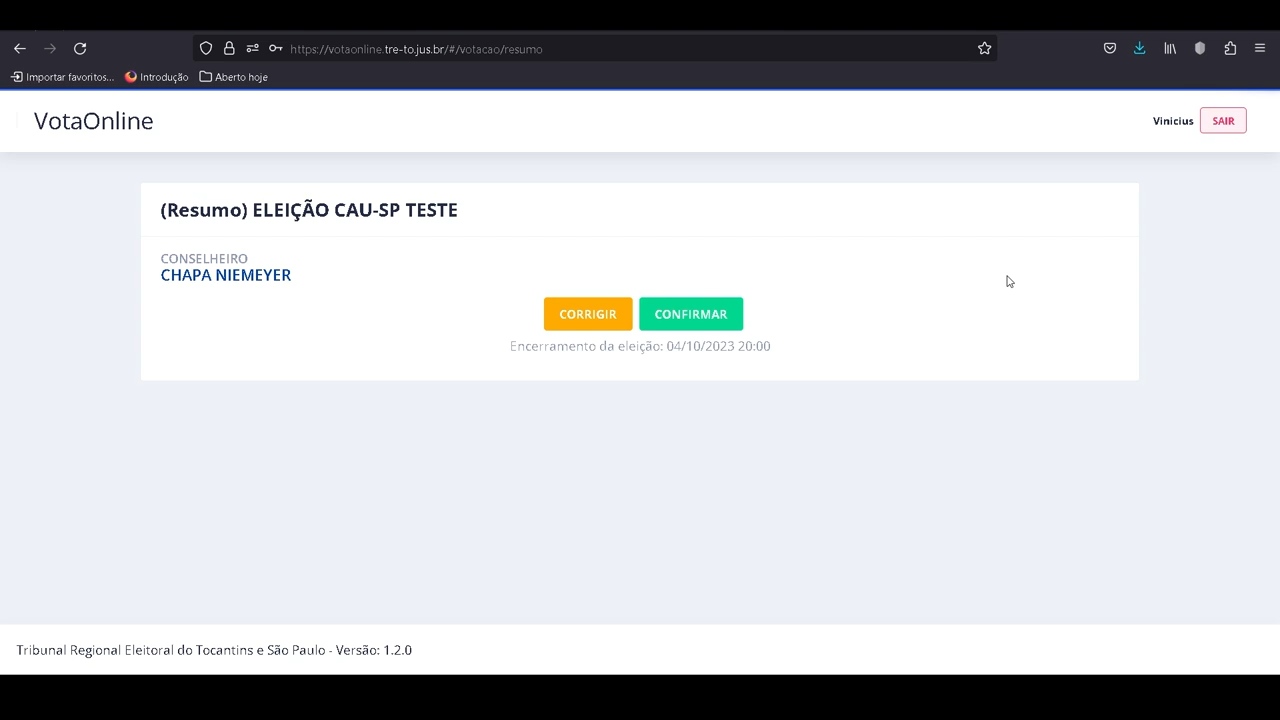 https://votaonline.tre-to.jus.br/#/votacao/resumo
Importar favoritos... Introdução Aberto hoje
VotaOnline
Vinicius SAIR
(Resumo) ELEIÇÃO CAU-SP TESTE
CONSELHEIRO
CHAPA NIEMEYER
CORRIGIR CONFIRMAR
Encerramento da eleição: 04/10/2023 20:00
Tribunal Regional Eleitoral do Tocantins e São Paulo - Versão: 1.2.0